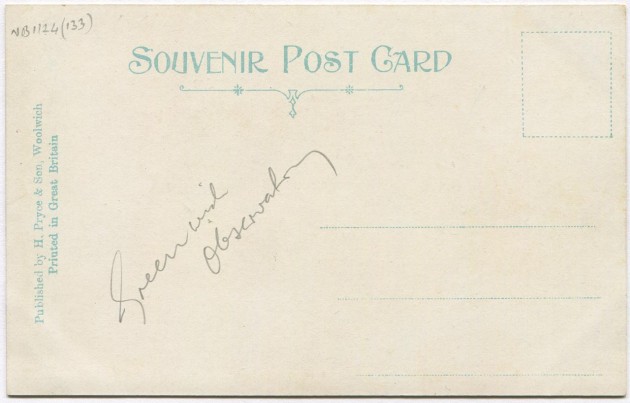 NB1124(133)
SOUVENIR POST CARD
Published by H. Pryce & Son, Woolwich
Printed in Great Britain
Greenwich
Observatory